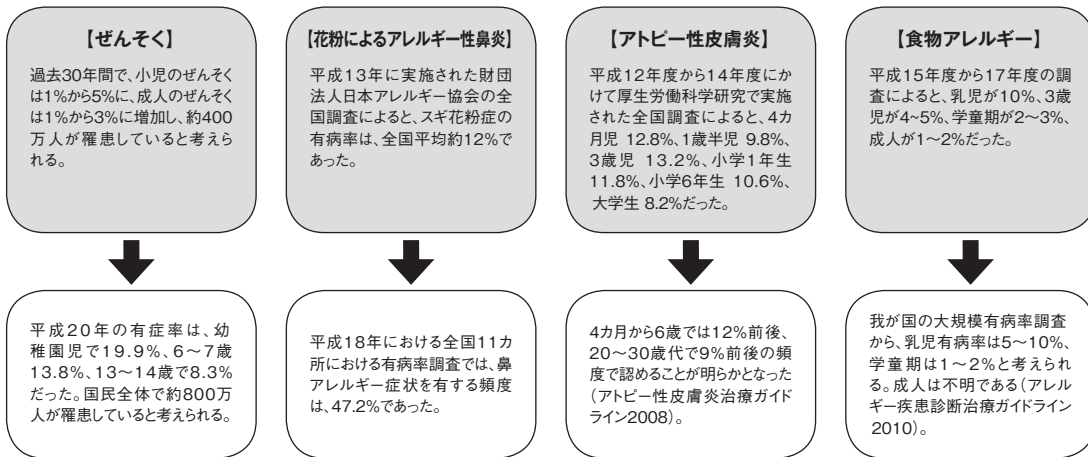 【ぜんそく】
過去30年間で、小児のぜんそく
は1%から5%に、成人のぜんそく
は1%から3%に増加し、約400
万人が罹患していると考えら
れる。
【花粉によるアレルギー性鼻炎】
平成13年に実施された財団
法人日本アレルギー協会の全
国調査によると、スギ花粉症の
有病率は、全国平均約12%で
あった。
【アトピー性皮膚炎】
平成12年度から14年度にか
けて厚生労働科学研究で実施
された全国調査によると、4カ
月児 12.8%、1歳半児 9.8%、
3歳児 13.2%、小学1年生
11.8%、小学6年生 10.6%、
大学生 8.2%だった。
【食物アレルギー】
平成15年度から17年度の調
査によると、乳児が10%、3歳
児が4~5%、学童期が2〜3%、
成人が1〜2%だった。
平成20年の有症率は、幼
稚園児で19.9%、6〜7歳
13.8%、13〜14歳で8.3%
だった。国民全体で約800万
人が罹患していると考えられる。
平成18年における全国11カ
所における有病率調査では、鼻
アレルギー症状を有する頻度
は、47.2%であった。
4カ月から6歳では12%前後、
20〜30歳代で9%前後の頻
度で認めることが明らかとなった
(アトピー性皮膚炎治療ガイド
ライン2008)。
我が国の大規模有病率調査
から、乳児有病率は5〜10%、
学童期は1〜2%と考えられ
る。成人は不明である(アレル
ギー疾患診断治療ガイドライン
2010)。